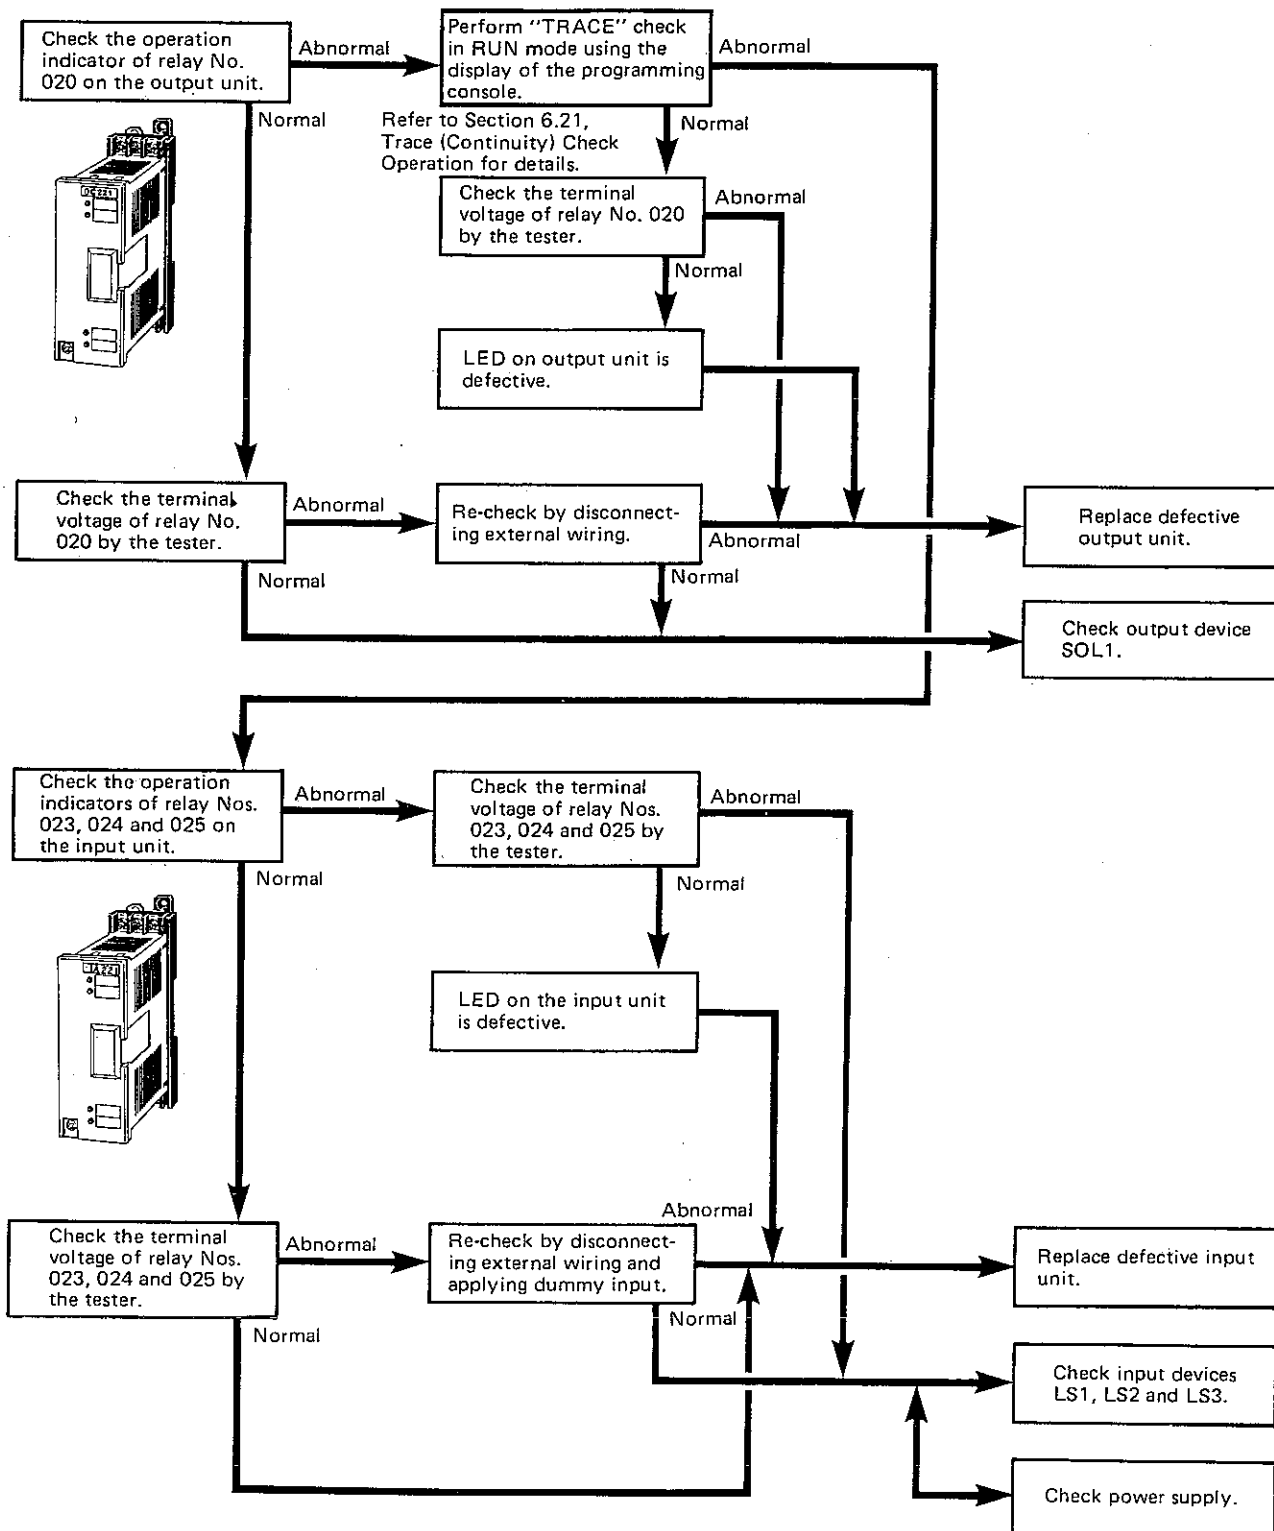 Check the operation
indicator of relay No.
020 on the output unit.
Abnormal
Perform "TRACE" check
in RUN mode using the
display of the programming
console.
Abnormal
Normal
Refer to Section 6.21,
Trace (Continuity) Check
Operation for details.
Normal
Check the terminal
voltage of relay No. 020
by the tester.
Abnormal
Normal
LED on output unit is
defective.
Check the terminal
voltage of relay No.
020 by the tester.
Abnormal
Re-check by disconnect-
ing external wiring.
Abnormal
Replace defective
output unit.
Normal
Normal
Check output device
SOL1.
Check the operation
indicators of relay Nos.
023, 024 and 025 on
the input unit.
Abnormal
Check the terminal
voltage of relay Nos.
023, 024 and 025 by
the tester.
Abnormal
Normal
Normal
LED on the input unit
is defective.
Check the terminal
voltage of relay Nos.
023, 024 and 025 by
the tester.
Abnormal
Re-check by disconnect-
ing external wiring and
applying dummy input.
Abnormal
Replace defective input
unit.
Normal
Normal
Check input devices
LS1, LS2 and LS3.
Check power supply.